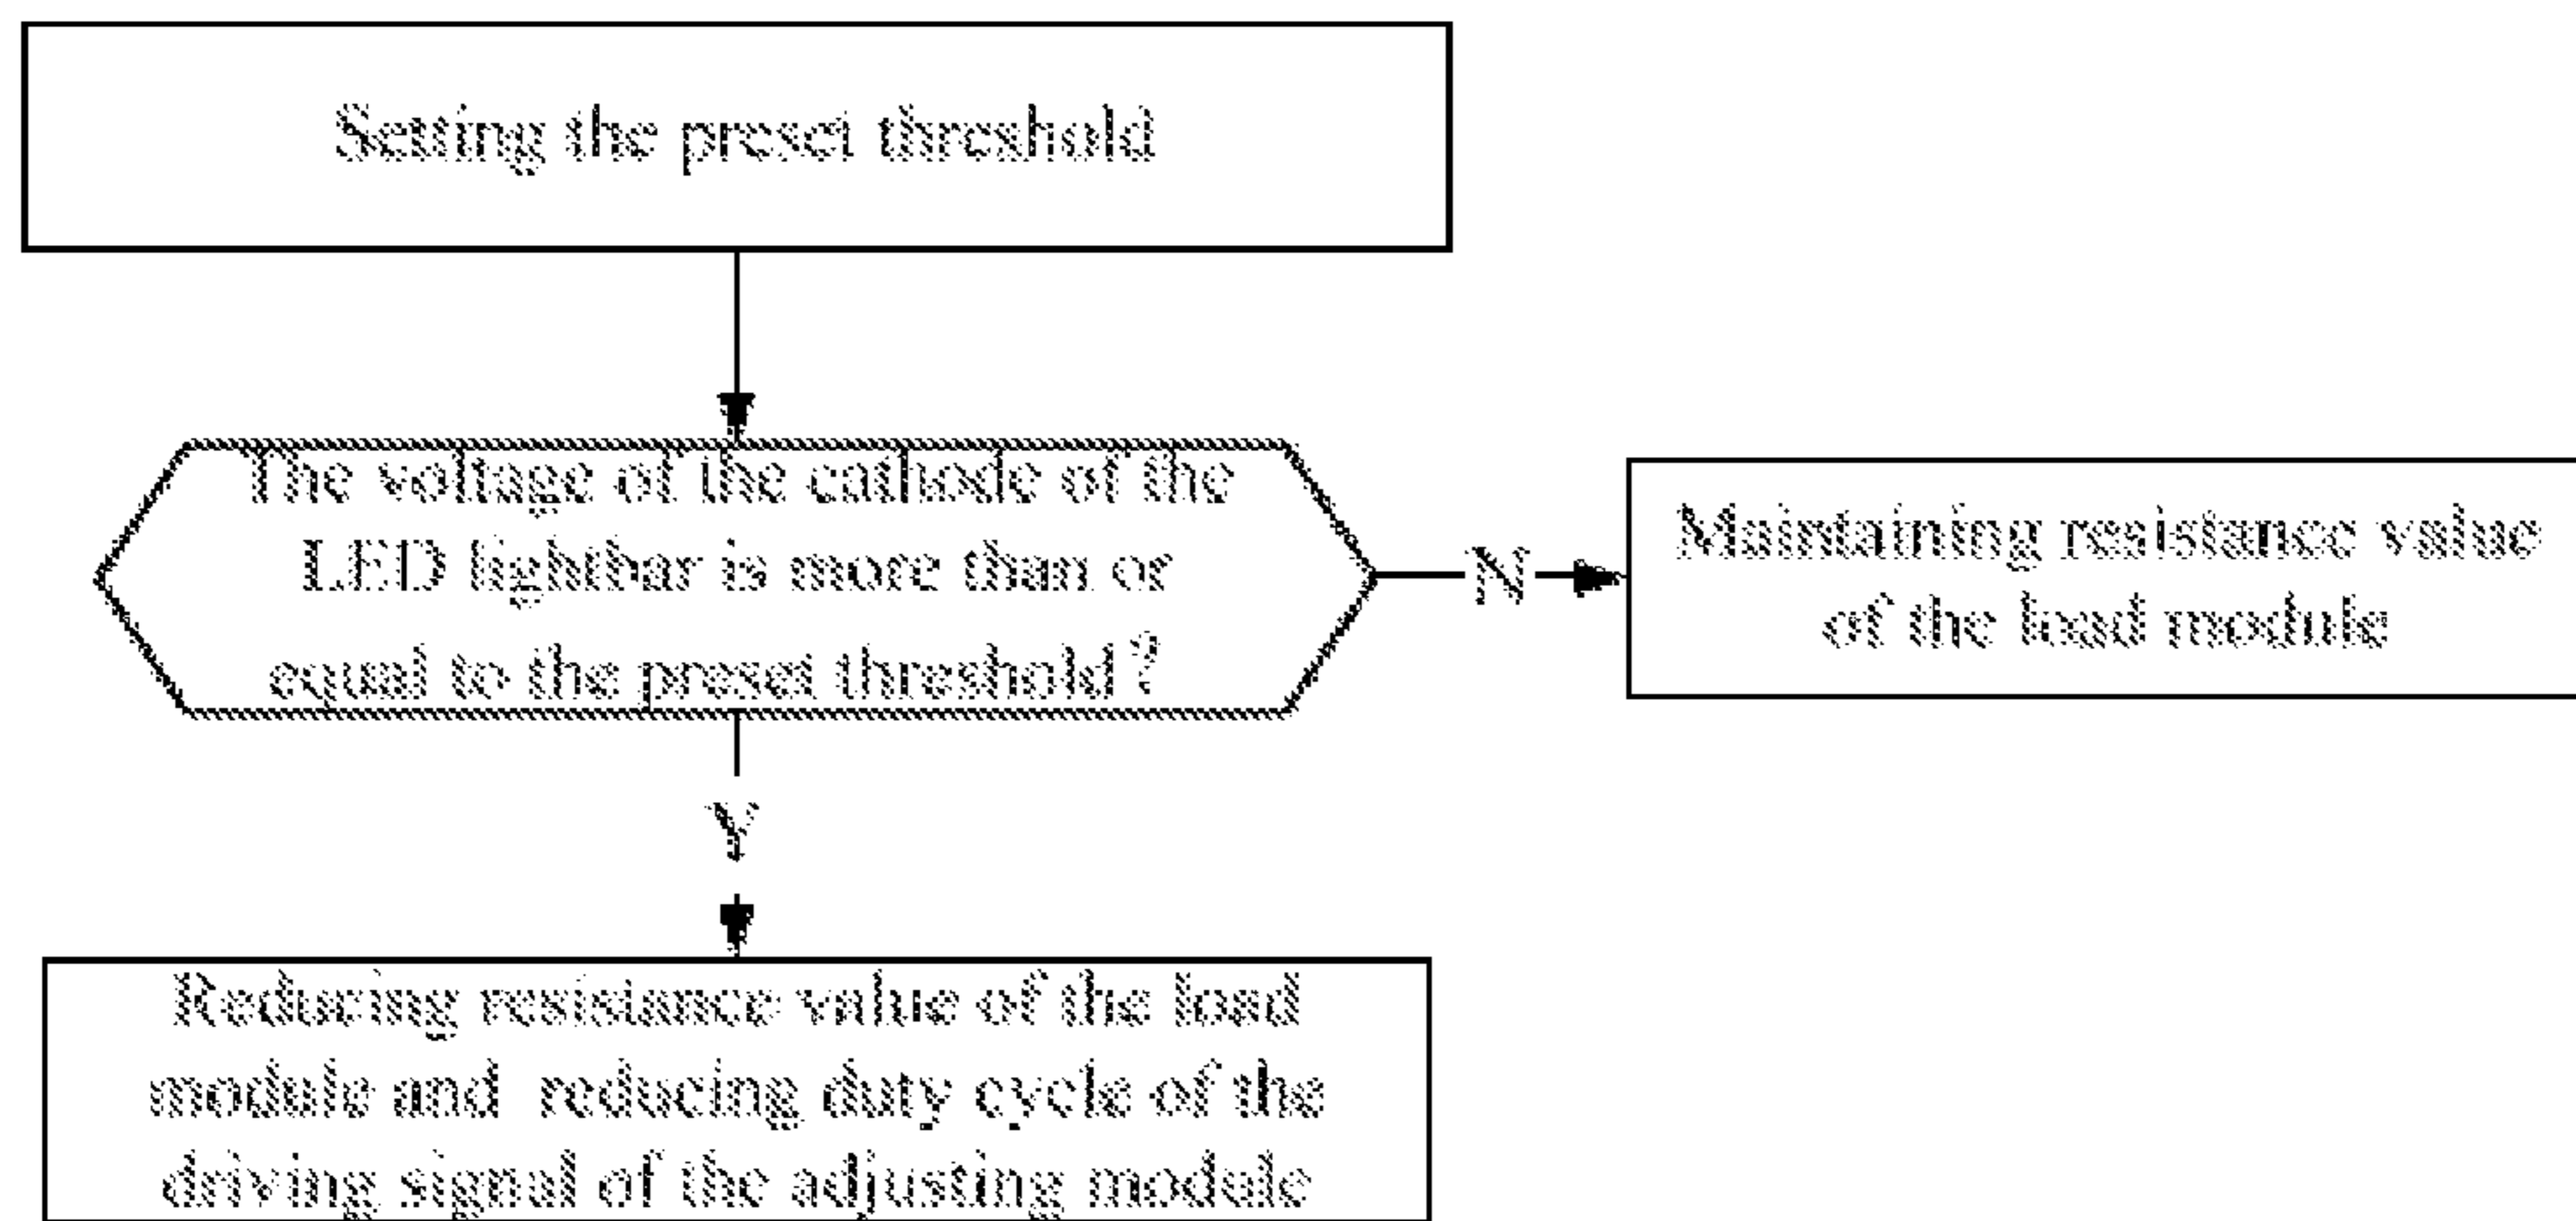 Setting the preset threshold
The voltage of the cathode of the
LED lightbar is more than or
equal to the preset threshold?
N
Maintaining resistance value
of the load module
Y
Reducing resistance value of the load
module and reducing duty cycle of the
driving signal of the adjusting module